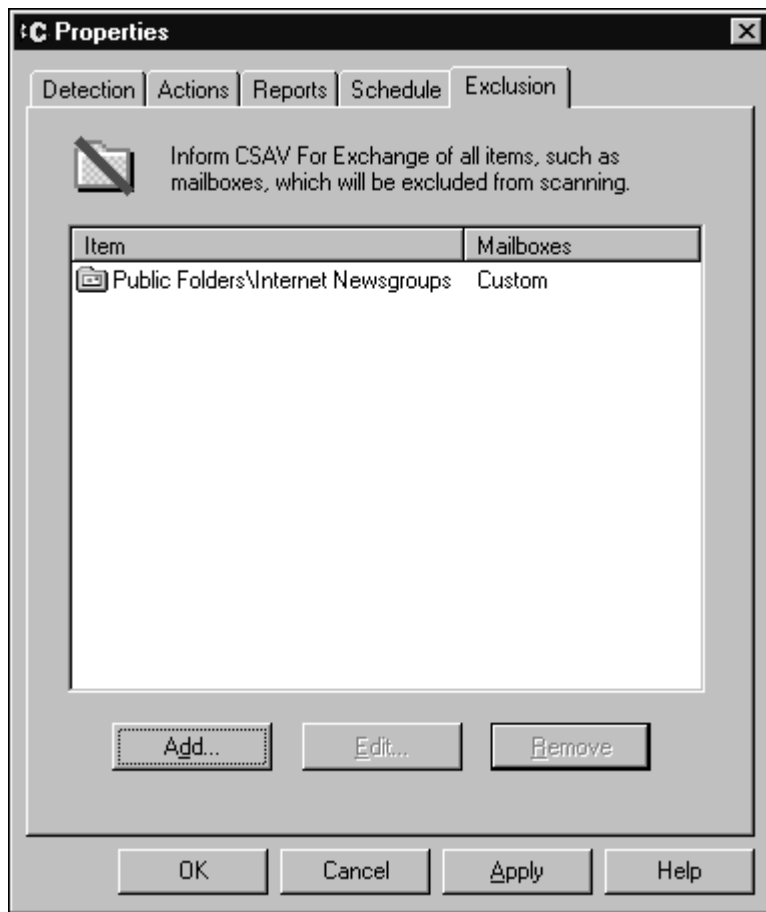 C Properties
Detection Actions Reports Schedule Exclusion
Inform CSAV For Exchange of all items, such as
mailboxes, which will be excluded from scanning.
Item Mailboxes
Public Folders\Internet Newsgroups Custom
Add... Edit... Remove
OK Cancel Apply Help